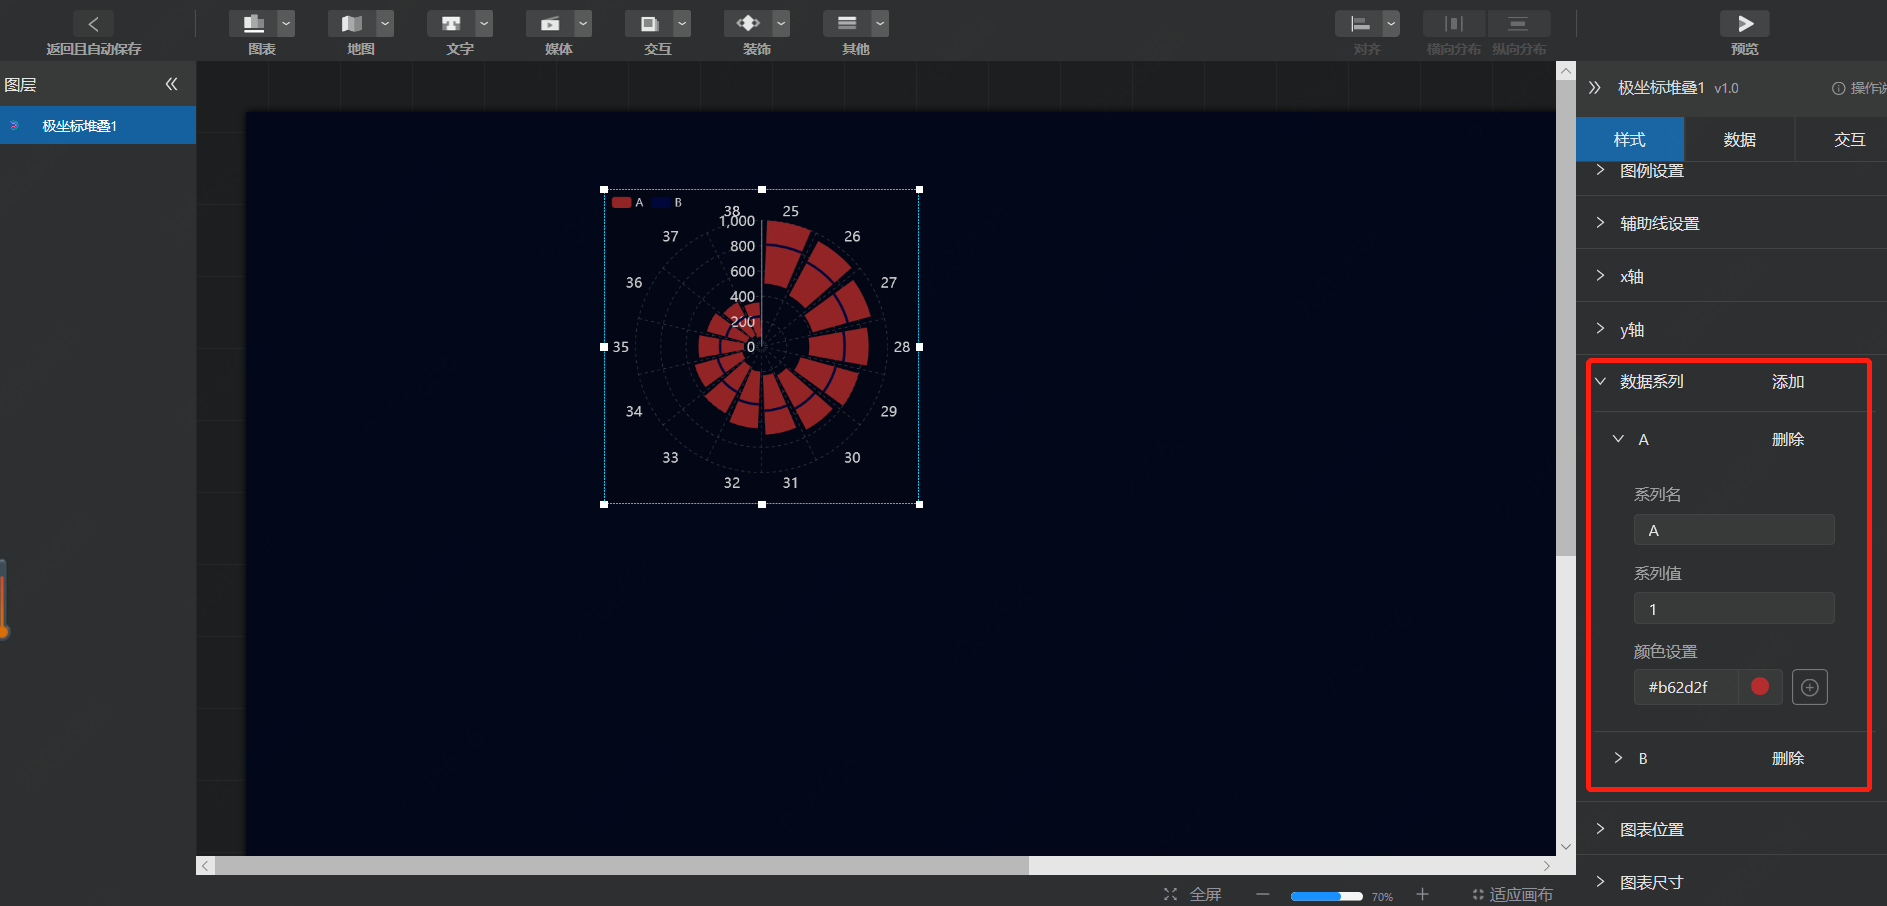 返回且自动保存
图表
地图
文字
媒体
交互
装饰
其他
对齐
横向分布
纵向分布
预览
图层
极坐标堆叠1
极坐标堆叠1 v1.0
样式
数据
交互
图例设置
辅助线设置
x轴
y轴
数据系列 添加
A 删除
系列名
A
系列值
1
颜色设置
#b62d2f
B 删除
图表位置
图表尺寸
A B
38 25
1,000
37 26
800
600
36 27
400
200
35 0 28
34 29
33 30
32 31
全屏
70%
适应画布